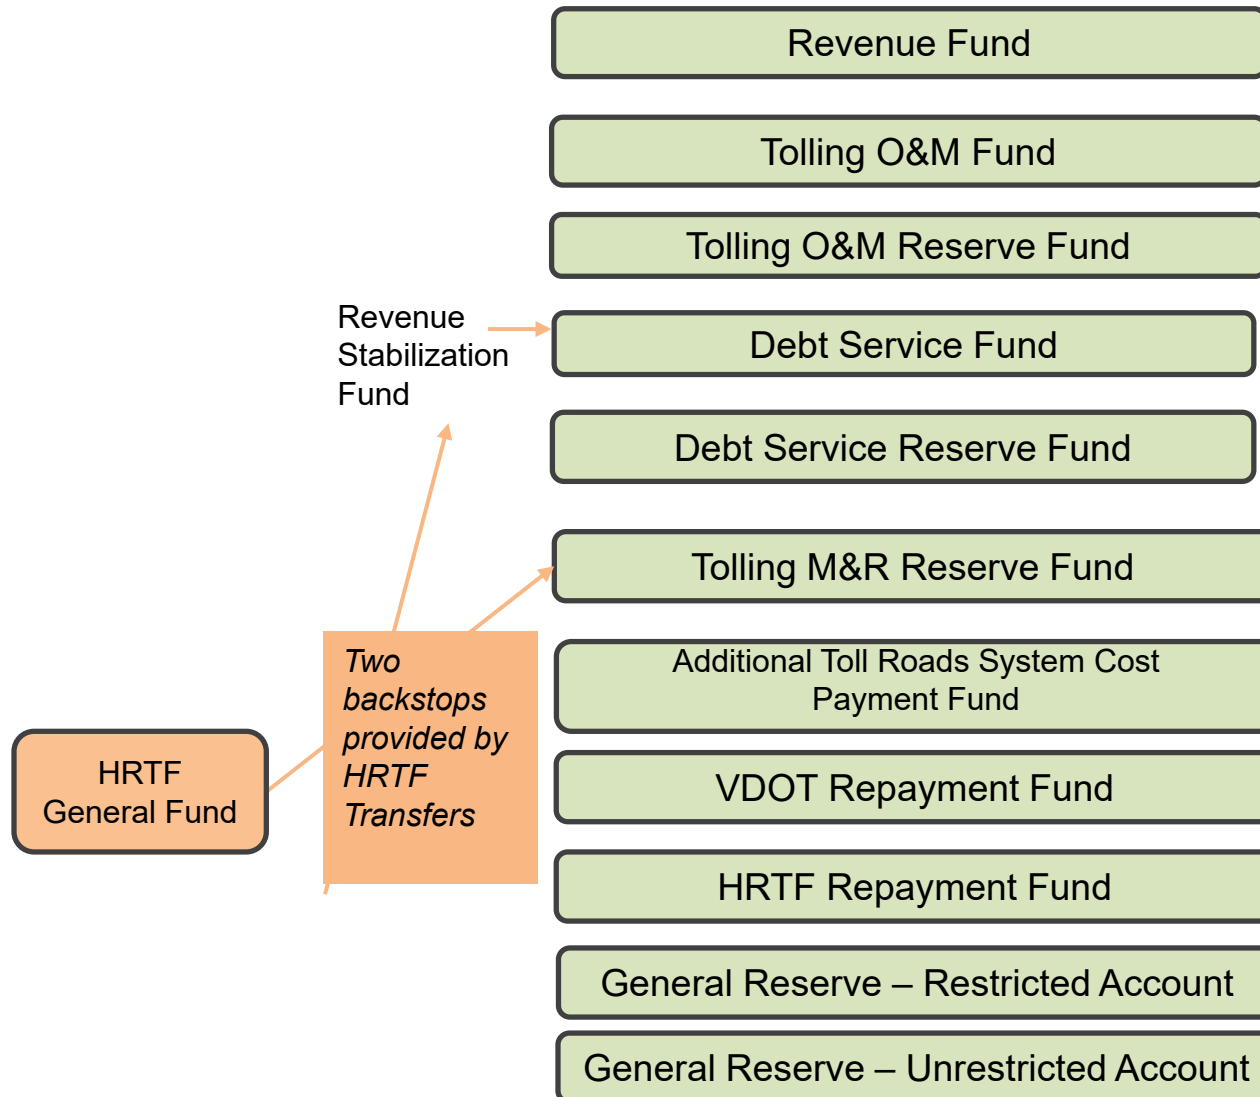 Revenue Fund
Tolling O&M Fund
Tolling O&M Reserve Fund
Revenue
Stabilization
Fund
Debt Service Fund
Debt Service Reserve Fund
Tolling M&R Reserve Fund
Two
backstops
provided by
HRTF
Transfers
Additional Toll Roads System Cost
Payment Fund
HRTF
General Fund
VDOT Repayment Fund
HRTF Repayment Fund
General Reserve – Restricted Account
General Reserve – Unrestricted Account